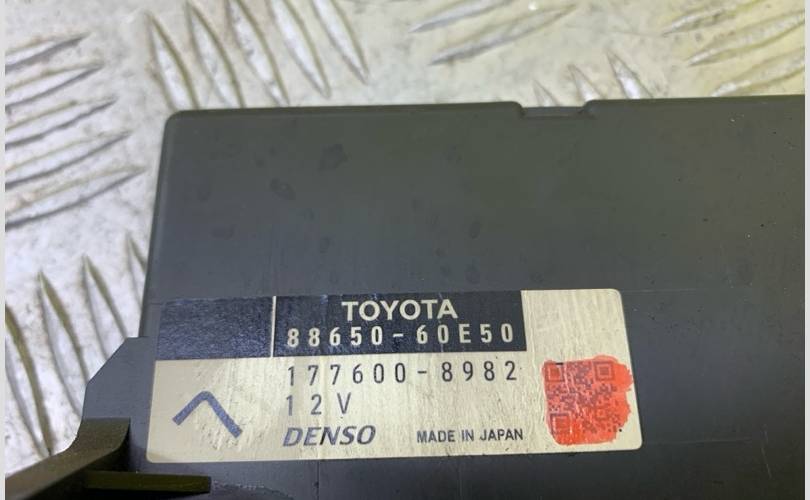 TOYOTA
88650-60E50
177600-8982
12V
DENSO MADE IN JAPAN